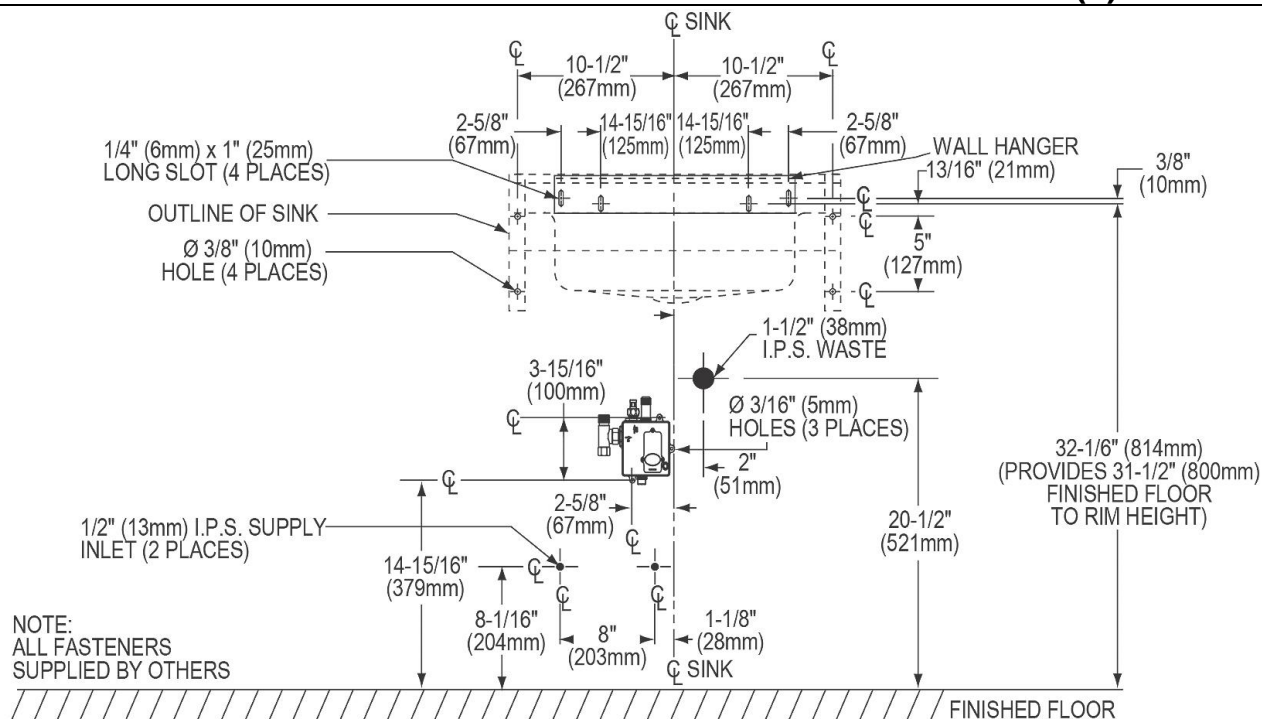 ℄ SINK
℄
℄
10-1/2"
(267mm)
10-1/2"
(267mm)
2-5/8"
(67mm)
14-15/16"
(125mm)
14-15/16"
(125mm)
2-5/8"
(67mm)
1/4" (6mm) x 1" (25mm)
LONG SLOT (4 PLACES)
WALL HANGER
13/16" (21mm)
3/8"
(10mm)
℄
℄
OUTLINE OF SINK
Ø 3/8" (10mm)
HOLE (4 PLACES)
5"
(127mm)
℄
1-1/2" (38mm)
I.P.S. WASTE
3-15/16"
(100mm)
℄
Ø 3/16" (5mm)
HOLES (3 PLACES)
32-1/6" (814mm)
(PROVIDES 31-1/2" (800mm)
FINISHED FLOOR
TO RIM HEIGHT)
2"
(51mm)
℄
2-5/8"
(67mm)
℄
20-1/2"
(521mm)
1/2" (13mm) I.P.S. SUPPLY
INLET (2 PLACES)
14-15/16"
(379mm)
℄
℄
℄
8-1/16"
(204mm)
8"
(203mm)
1-1/8"
(28mm)
NOTE:
ALL FASTENERS
SUPPLIED BY OTHERS
℄ SINK
FINISHED FLOOR